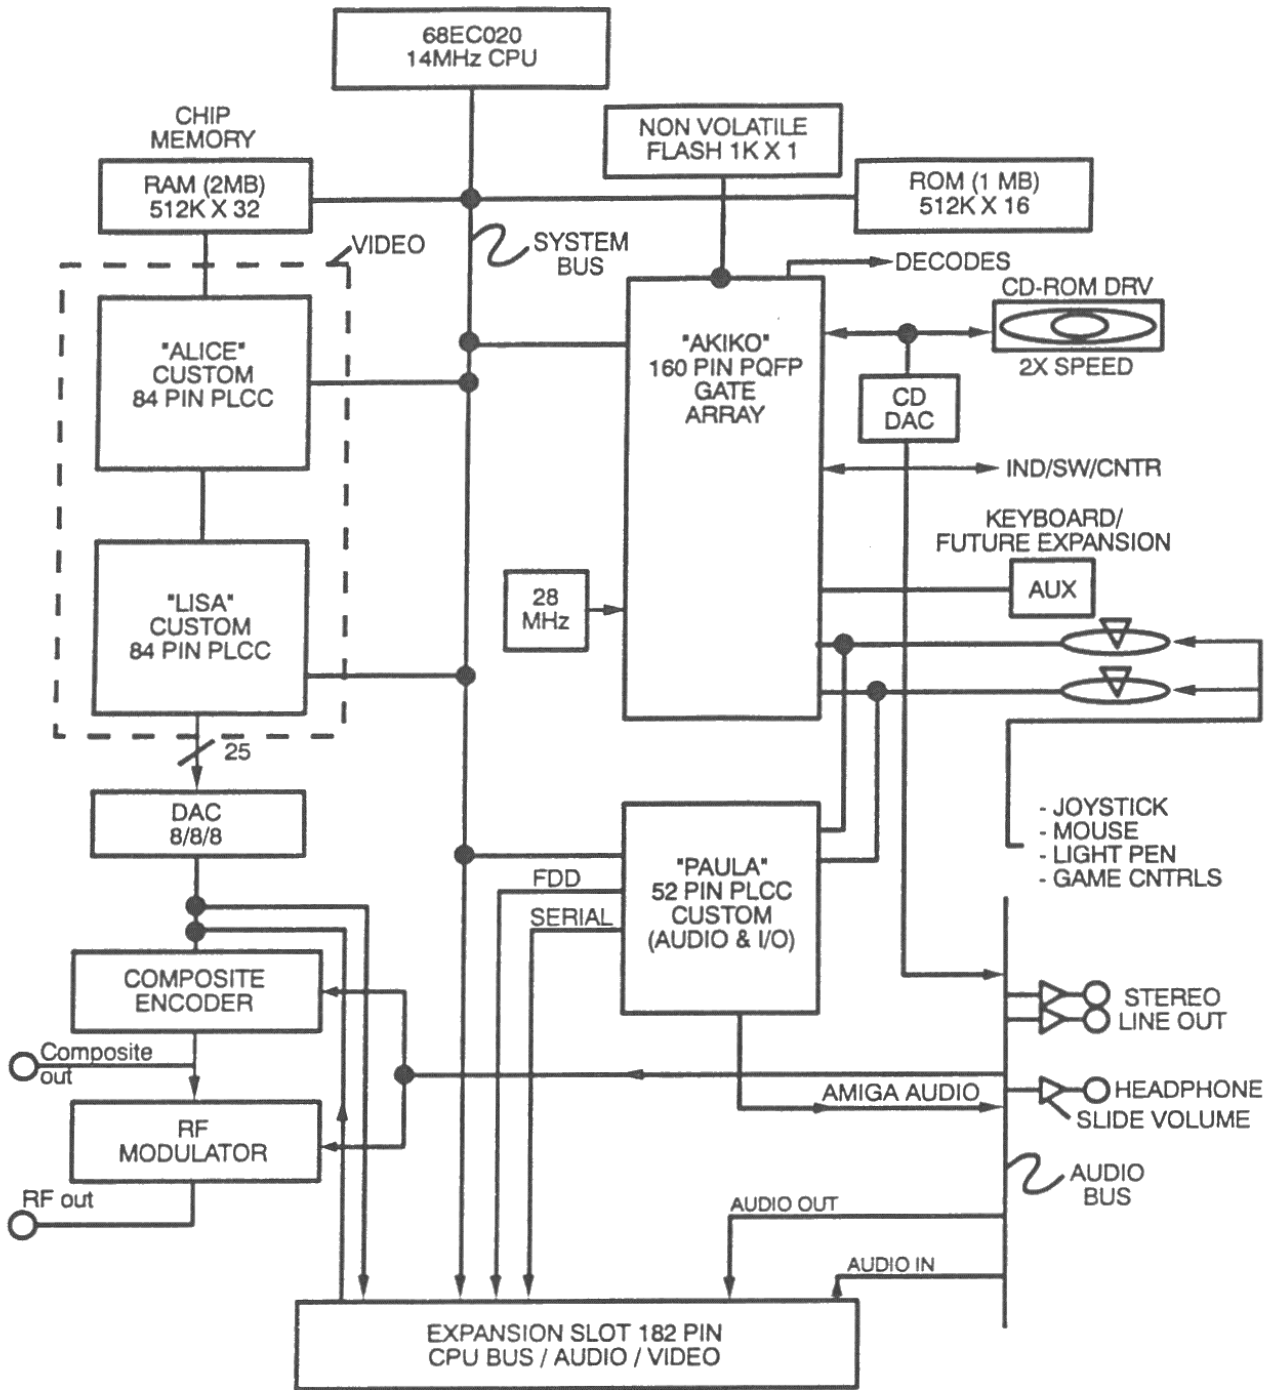 68EC020
14MHz CPU
CHIP
MEMORY
RAM (2MB)
512K X 32
NON VOLATILE
FLASH 1K X 1
ROM (1 MB)
512K X 16
VIDEO
SYSTEM
BUS
DECODES
CD-ROM DRV
2X SPEED
"ALICE"
CUSTOM
84 PIN PLCC
"AKIKO"
160 PIN PQFP
GATE
ARRAY
CD
DAC
IND/SW/CNTR
KEYBOARD/
FUTURE EXPANSION
AUX
28
MHz
"LISA"
CUSTOM
84 PIN PLCC
25
DAC
8/8/8
- JOYSTICK
- MOUSE
- LIGHT PEN
- GAME CNTRLS
"PAULA"
52 PIN PLCC
CUSTOM
(AUDIO & I/O)
FDD
SERIAL
COMPOSITE
ENCODER
STEREO
LINE OUT
Composite
out
AMIGA AUDIO
HEADPHONE
SLIDE VOLUME
RF
MODULATOR
RF out
AUDIO
BUS
AUDIO OUT
AUDIO IN
EXPANSION SLOT 182 PIN
CPU BUS / AUDIO / VIDEO